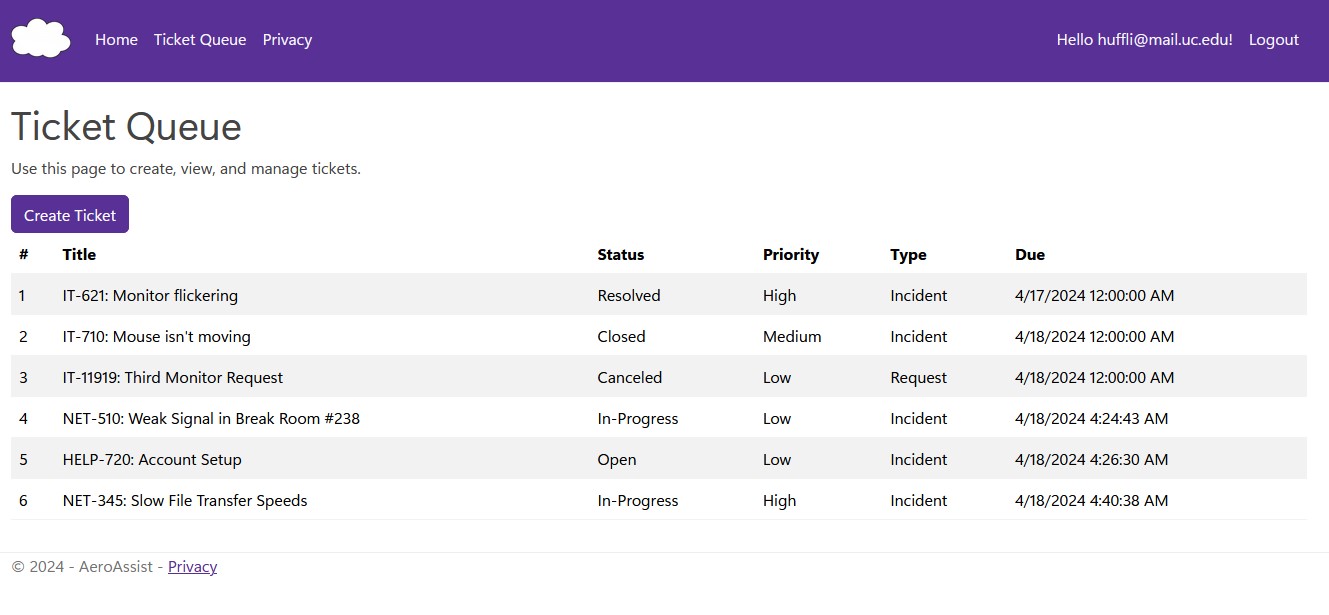 Home Ticket Queue Privacy Hello huffli@mail.uc.edu! Logout
Ticket Queue
Use this page to create, view, and manage tickets.
Create Ticket
# Title Status Priority Type Due
1 IT-621: Monitor flickering Resolved High Incident 4/17/2024 12:00:00 AM
2 IT-710: Mouse isn't moving Closed Medium Incident 4/18/2024 12:00:00 AM
3 IT-11919: Third Monitor Request Canceled Low Request 4/18/2024 12:00:00 AM
4 NET-510: Weak Signal in Break Room #238 In-Progress Low Incident 4/18/2024 4:24:43 AM
5 HELP-720: Account Setup Open Low Incident 4/18/2024 4:26:30 AM
6 NET-345: Slow File Transfer Speeds In-Progress High Incident 4/18/2024 4:40:38 AM
© 2024 - AeroAssist - Privacy